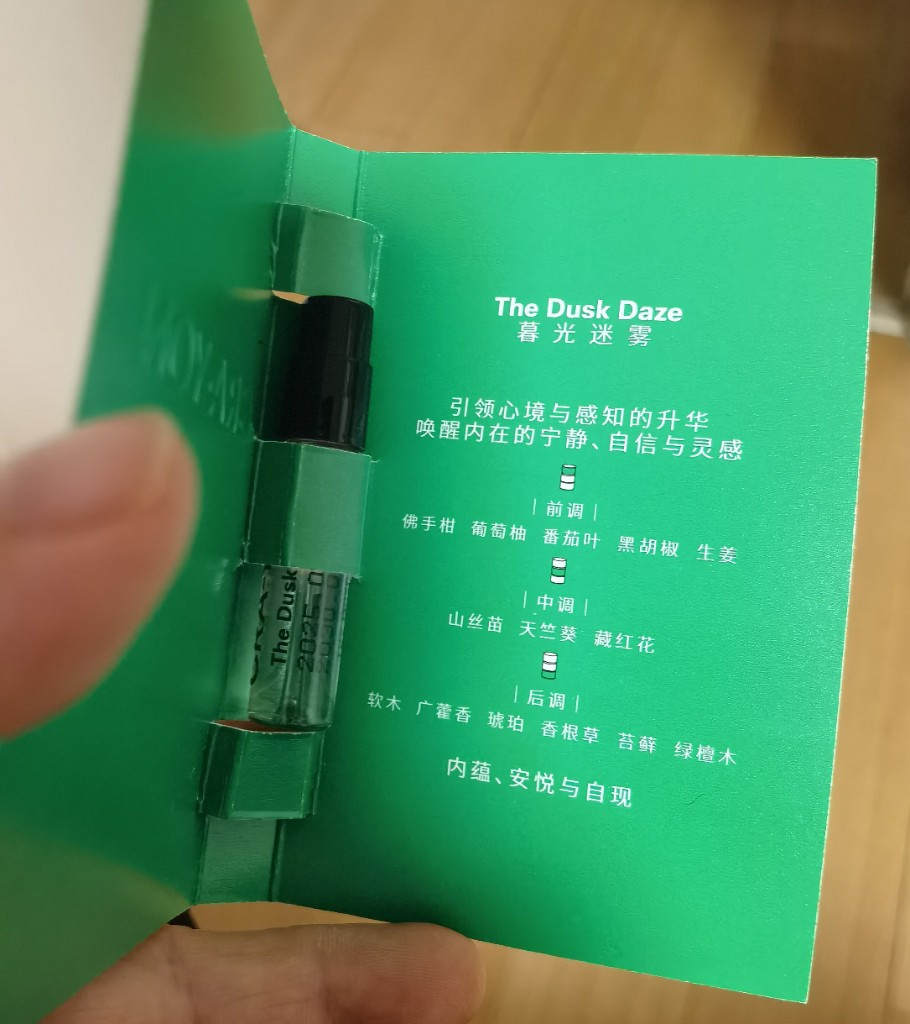 The Dusk Daze
暮光迷雾
引领心境与感知的升华
唤醒内在的宁静、自信与灵感
|前调|
佛手柑 葡萄柚 番茄叶 黑胡椒 生姜
|中调|
山丝苗 天竺葵 藏红花
|后调|
软木 广藿香 琥珀 香根草 苔藓 绿檀木
内蕴、安悦与自现
The Dusk